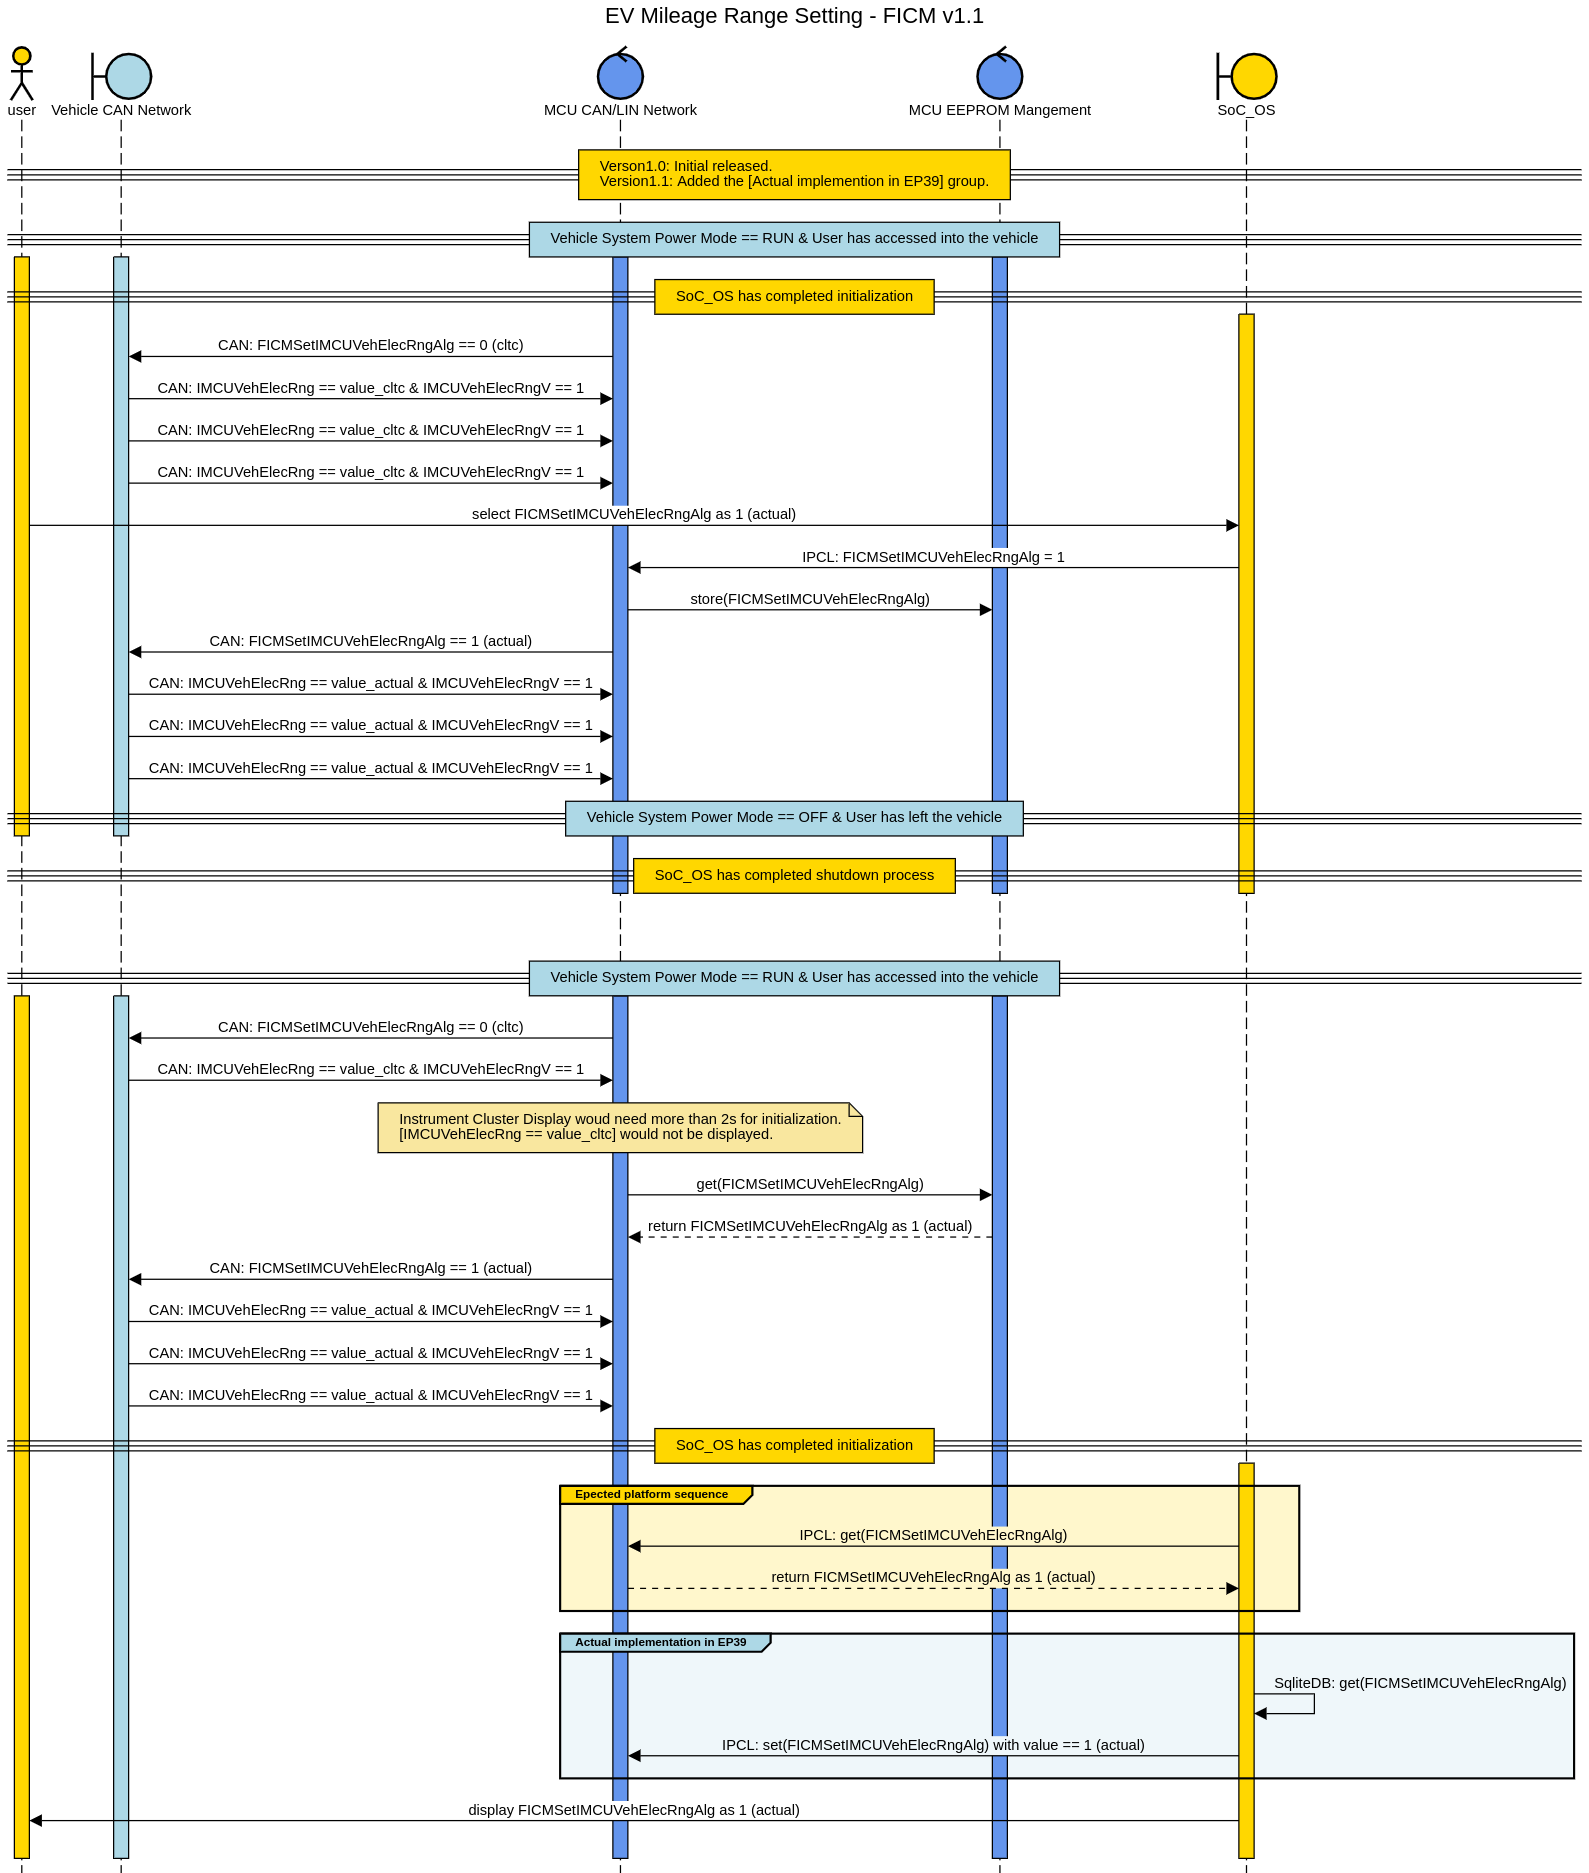 EV Mileage Range Setting - FICM v1.1
user
Vehicle CAN Network
MCU CAN/LIN Network
MCU EEPROM Mangement
SoC_OS
Verson1.0: Initial released.
Version1.1: Added the [Actual implemention in EP39] group.
Vehicle System Power Mode == RUN & User has accessed into the vehicle
SoC_OS has completed initialization
CAN: FICMSetIMCUVehElecRngAlg == 0 (cltc)
CAN: IMCUVehElecRng == value_cltc & IMCUVehElecRngV == 1
CAN: IMCUVehElecRng == value_cltc & IMCUVehElecRngV == 1
CAN: IMCUVehElecRng == value_cltc & IMCUVehElecRngV == 1
select FICMSetIMCUVehElecRngAlg as 1 (actual)
IPCL: FICMSetIMCUVehElecRngAlg = 1
store(FICMSetIMCUVehElecRngAlg)
CAN: FICMSetIMCUVehElecRngAlg == 1 (actual)
CAN: IMCUVehElecRng == value_actual & IMCUVehElecRngV == 1
CAN: IMCUVehElecRng == value_actual & IMCUVehElecRngV == 1
CAN: IMCUVehElecRng == value_actual & IMCUVehElecRngV == 1
Vehicle System Power Mode == OFF & User has left the vehicle
SoC_OS has completed shutdown process
Vehicle System Power Mode == RUN & User has accessed into the vehicle
CAN: FICMSetIMCUVehElecRngAlg == 0 (cltc)
CAN: IMCUVehElecRng == value_cltc & IMCUVehElecRngV == 1
Instrument Cluster Display woud need more than 2s for initialization.
[IMCUVehElecRng == value_cltc] would not be displayed.
get(FICMSetIMCUVehElecRngAlg)
return FICMSetIMCUVehElecRngAlg as 1 (actual)
CAN: FICMSetIMCUVehElecRngAlg == 1 (actual)
CAN: IMCUVehElecRng == value_actual & IMCUVehElecRngV == 1
CAN: IMCUVehElecRng == value_actual & IMCUVehElecRngV == 1
CAN: IMCUVehElecRng == value_actual & IMCUVehElecRngV == 1
SoC_OS has completed initialization
Epected platform sequence
IPCL: get(FICMSetIMCUVehElecRngAlg)
return FICMSetIMCUVehElecRngAlg as 1 (actual)
Actual implementation in EP39
SqliteDB: get(FICMSetIMCUVehElecRngAlg)
IPCL: set(FICMSetIMCUVehElecRngAlg) with value == 1 (actual)
display FICMSetIMCUVehElecRngAlg as 1 (actual)